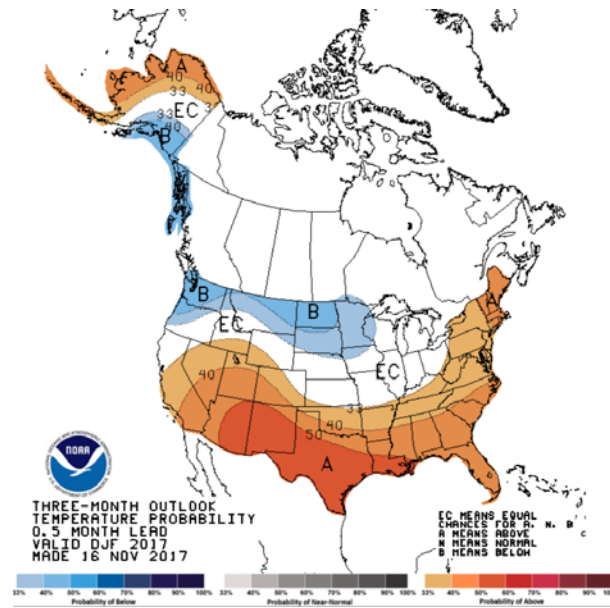 A
40
33
40
EC
3
33
40
B
B
B
A
EC
40
EC
33
40
50
A
NOAA
THREE-MONTH OUTLOOK
TEMPERATURE PROBABILITY
0.5 MONTH LEAD
VALID DJF 2017
MADE 16 NOV 2017
EC MEANS EQUAL
CHANCES FOR A, N, B
A MEANS ABOVE
N MEANS NORMAL
B MEANS BELOW
33% 40% 50% 60% 70% 80% 90% 100%
Probability of Below
33% 40% 50% 60% 70% 80% 90% 100%
Probability of Near-Normal
33% 40% 50% 60% 70% 80% 90% 100%
Probability of Above